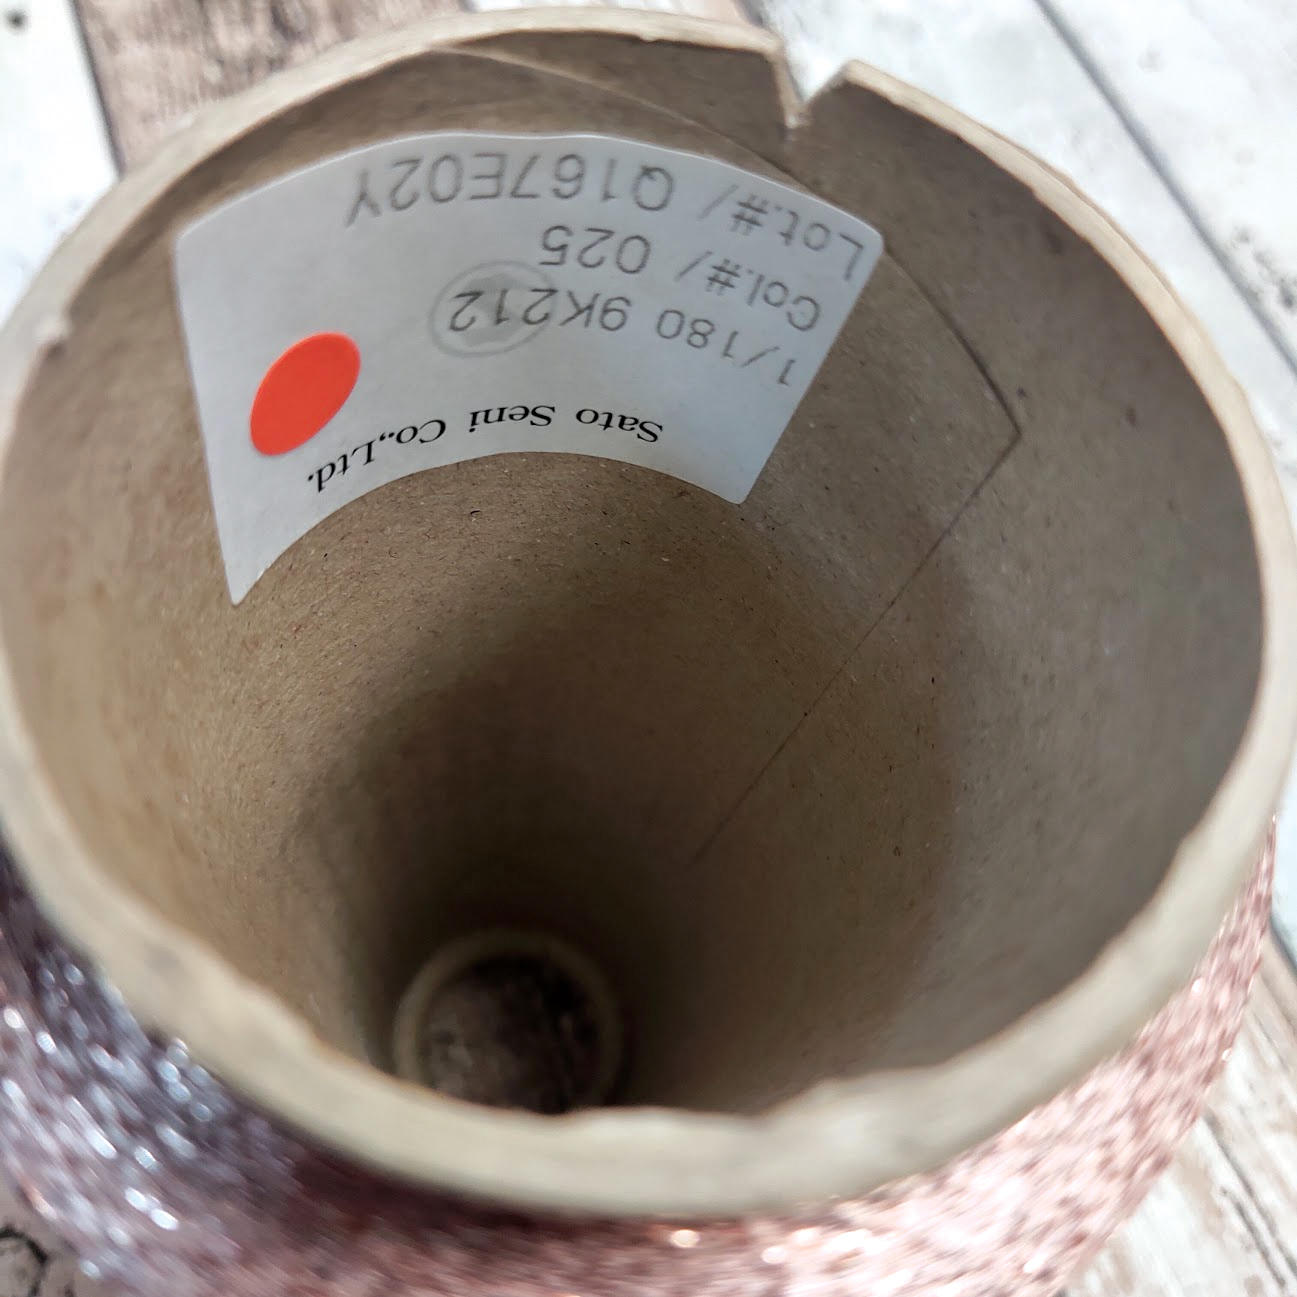 Sato Seni Co.,Ltd.
1/180 9K212
Col.#/ 025
Lot.#/ Q167E02Y